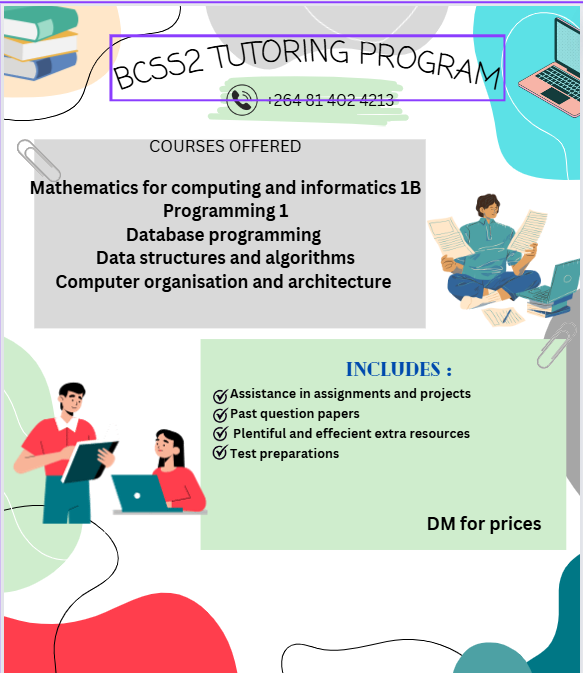 BCSS2 TUTORING PROGRAM
+264 81 402 4213
COURSES OFFERED
Mathematics for computing and informatics 1B
Programming 1
Database programming
Data structures and algorithms
Computer organisation and architecture
INCLUDES :
Assistance in assignments and projects
Past question papers
Plentiful and effecient extra resources
Test preparations
DM for prices